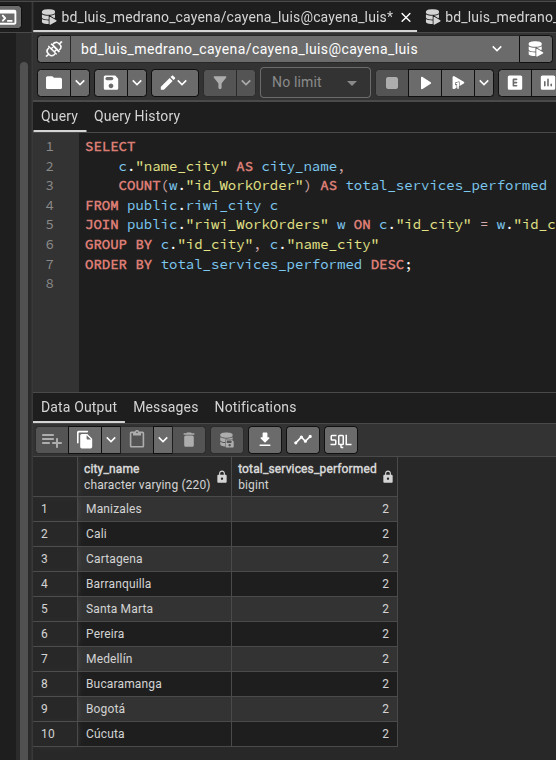 bd_luis_medrano_cayena/cayena_luis@cayena_luis*
bd_luis_medrano_
bd_luis_medrano_cayena/cayena_luis@cayena_luis
No limit
E
Query
Query History
1 SELECT
2 c."name_city" AS city_name,
3 COUNT(w."id_WorkOrder") AS total_services_performed
4 FROM public.riwi_city c
5 JOIN public."riwi_WorkOrders" w ON c."id_city" = w."id_c
6 GROUP BY c."id_city", c."name_city"
7 ORDER BY total_services_performed DESC;
8
Data Output
Messages
Notifications
SQL
city_name
character varying (220)
total_services_performed
bigint
1 Manizales 2
2 Cali 2
3 Cartagena 2
4 Barranquilla 2
5 Santa Marta 2
6 Pereira 2
7 Medellín 2
8 Bucaramanga 2
9 Bogotá 2
10 Cúcuta 2